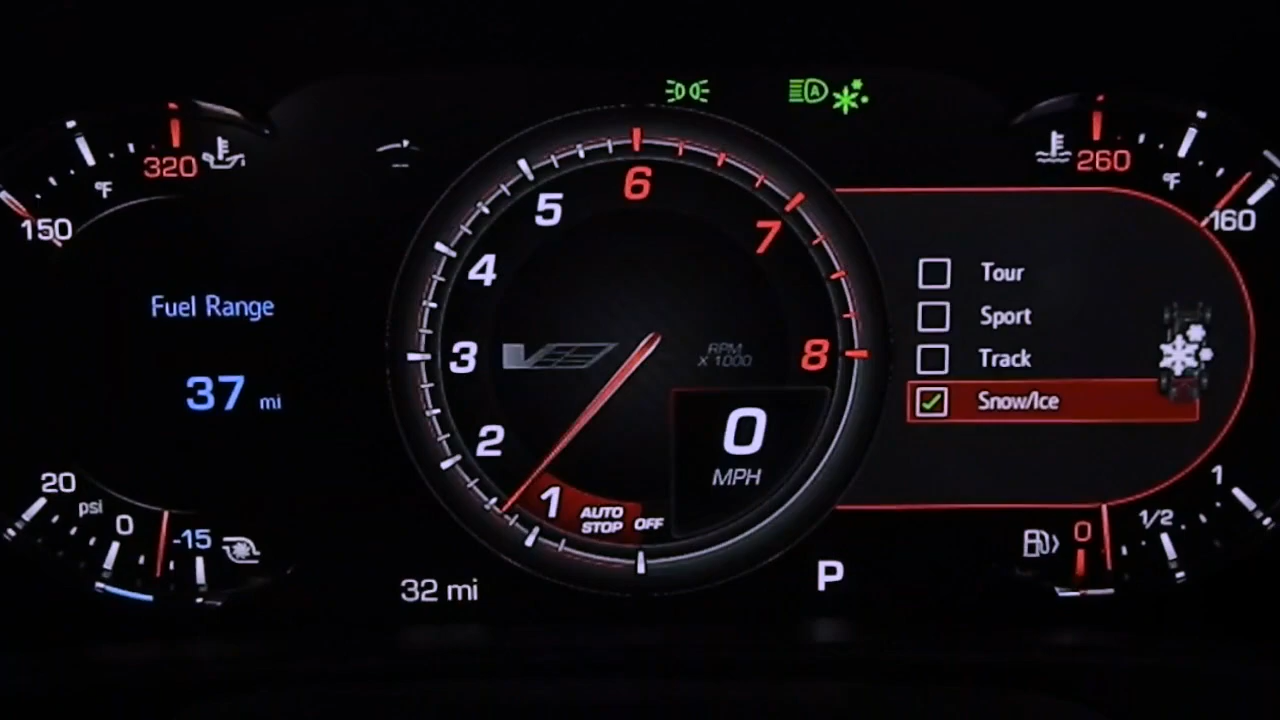 320
°F
150
Fuel Range
37 mi
20
psi
0
-15
32 mi
1
2
3
4
5
6
7
8
V
RPM
X 1000
0
MPH
AUTO
STOP
OFF
P
A
260
°F
160
Tour
Sport
Track
Snow/Ice
0
1/2
1